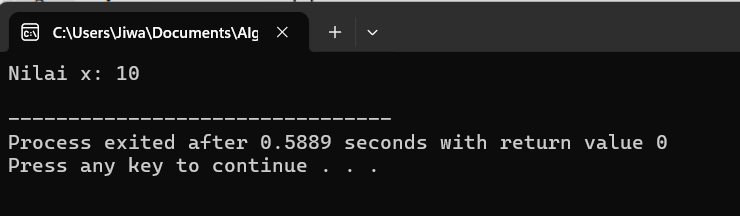 C:\Users\Jiwa\Documents\Alg
Nilai x: 10
--------------------------------
Process exited after 0.5889 seconds with return value 0
Press any key to continue . . .